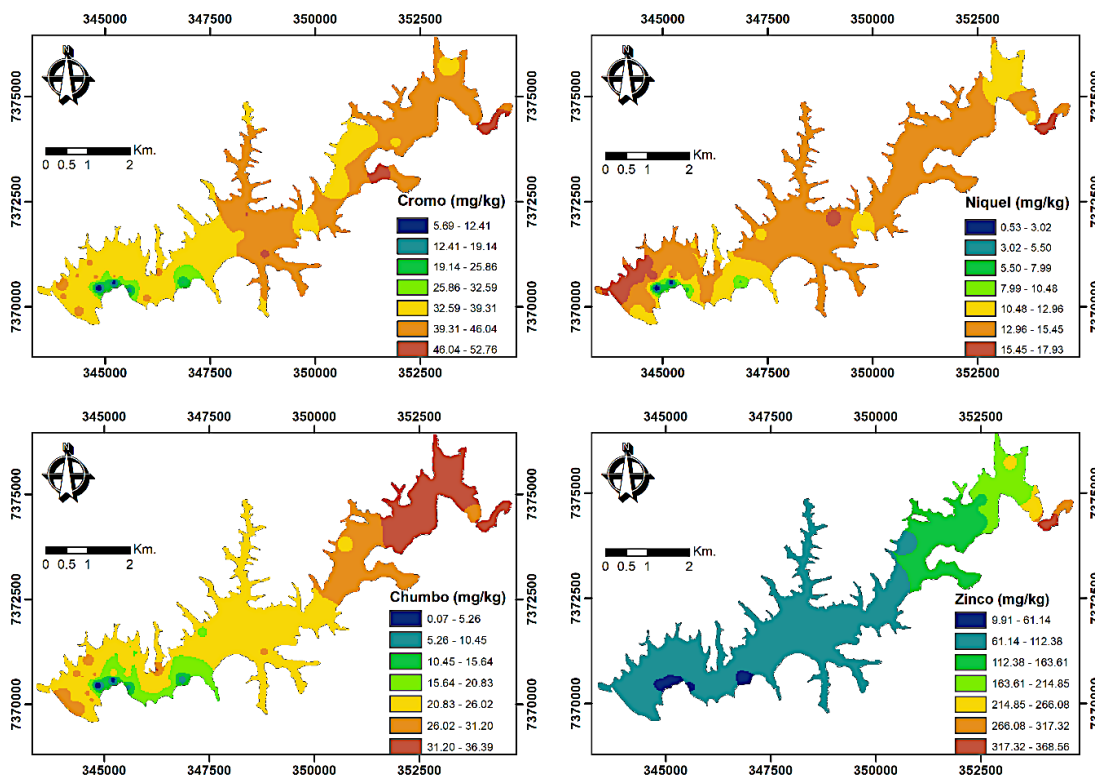 345000 347500 350000 352500
N
Km.
0 0.5 1 2
7375000
7372500
7370000
Cromo (mg/kg)
5.69 - 12.41
12.41 - 19.14
19.14 - 25.86
25.86 - 32.59
32.59 - 39.31
39.31 - 46.04
46.04 - 52.76
345000 347500 350000 352500
345000 347500 350000 352500
N
Km.
0 0.5 1 2
7375000
7372500
7370000
Niquel (mg/kg)
0.53 - 3.02
3.02 - 5.50
5.50 - 7.99
7.99 - 10.48
10.48 - 12.96
12.96 - 15.45
15.45 - 17.93
345000 347500 350000 352500
345000 347500 350000 352500
N
Km.
0 0.5 1 2
7375000
7372500
7370000
Chumbo (mg/kg)
0.07 - 5.26
5.26 - 10.45
10.45 - 15.64
15.64 - 20.83
20.83 - 26.02
26.02 - 31.20
31.20 - 36.39
345000 347500 350000 352500
345000 347500 350000 352500
N
Km.
0 0.5 1 2
7375000
7372500
7370000
Zinco (mg/kg)
9.91 - 61.14
61.14 - 112.38
112.38 - 163.61
163.61 - 214.85
214.85 - 266.08
266.08 - 317.32
317.32 - 368.56
345000 347500 350000 352500